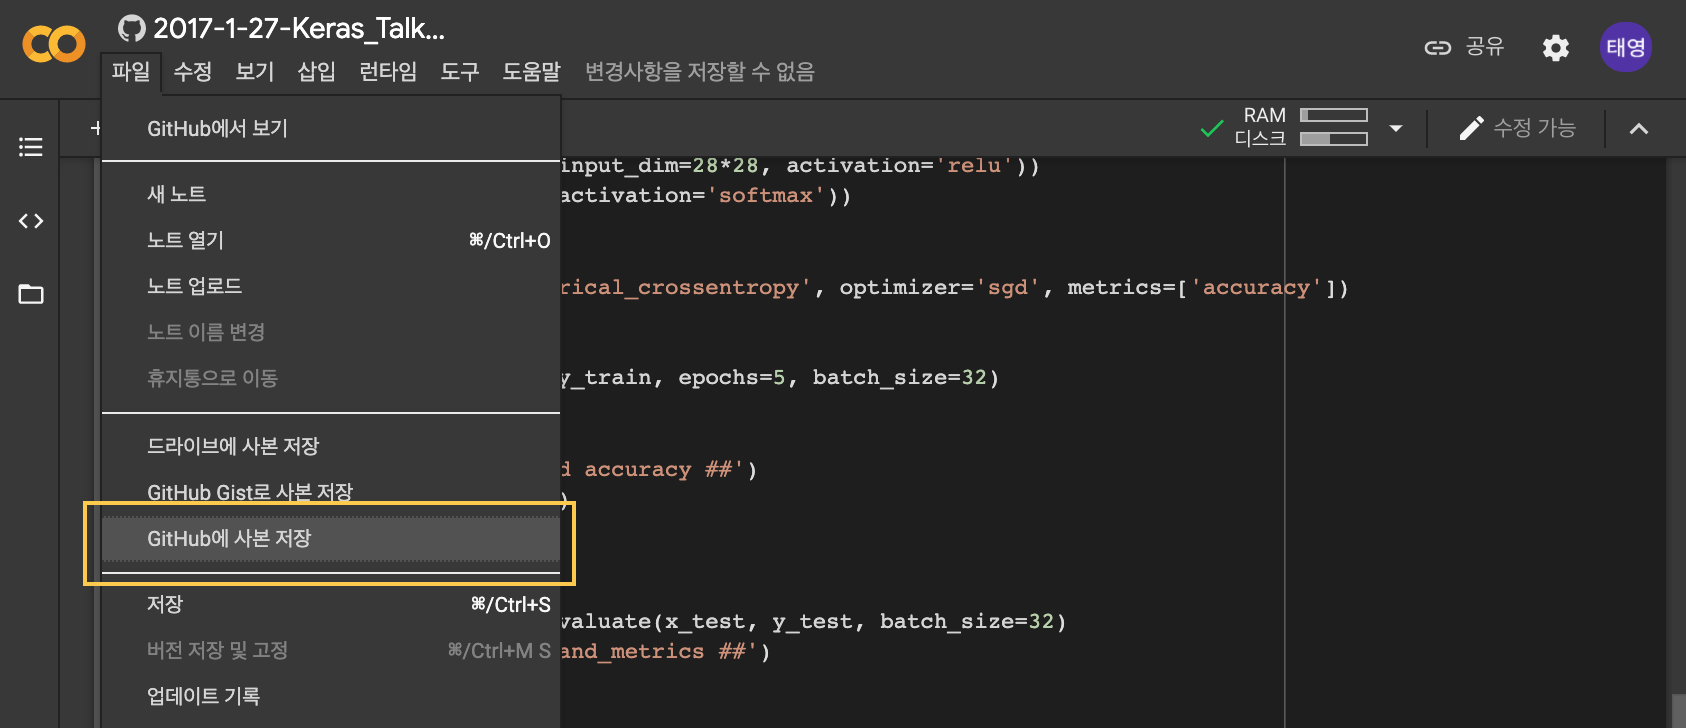 2017-1-27-Keras_Talk...
파일 수정 보기 삽입 런타임 도구 도움말 변경사항을 저장할 수 없음
공유
태영
+
RAM
디스크
수정 가능
GitHub에서 보기
새 노트
노트 열기 ⌘/Ctrl+O
노트 업로드
노트 이름 변경
휴지통으로 이동
드라이브에 사본 저장
GitHub Gist로 사본 저장
GitHub에 사본 저장
저장 ⌘/Ctrl+S
버전 저장 및 고정 ⌘/Ctrl+M S
업데이트 기록
input_dim=28*28, activation='relu'))
activation='softmax'))
rical_crossentropy', optimizer='sgd', metrics=['accuracy'])
y_train, epochs=5, batch_size=32)
d accuracy ##')
)
valuate(x_test, y_test, batch_size=32)
and_metrics ##')